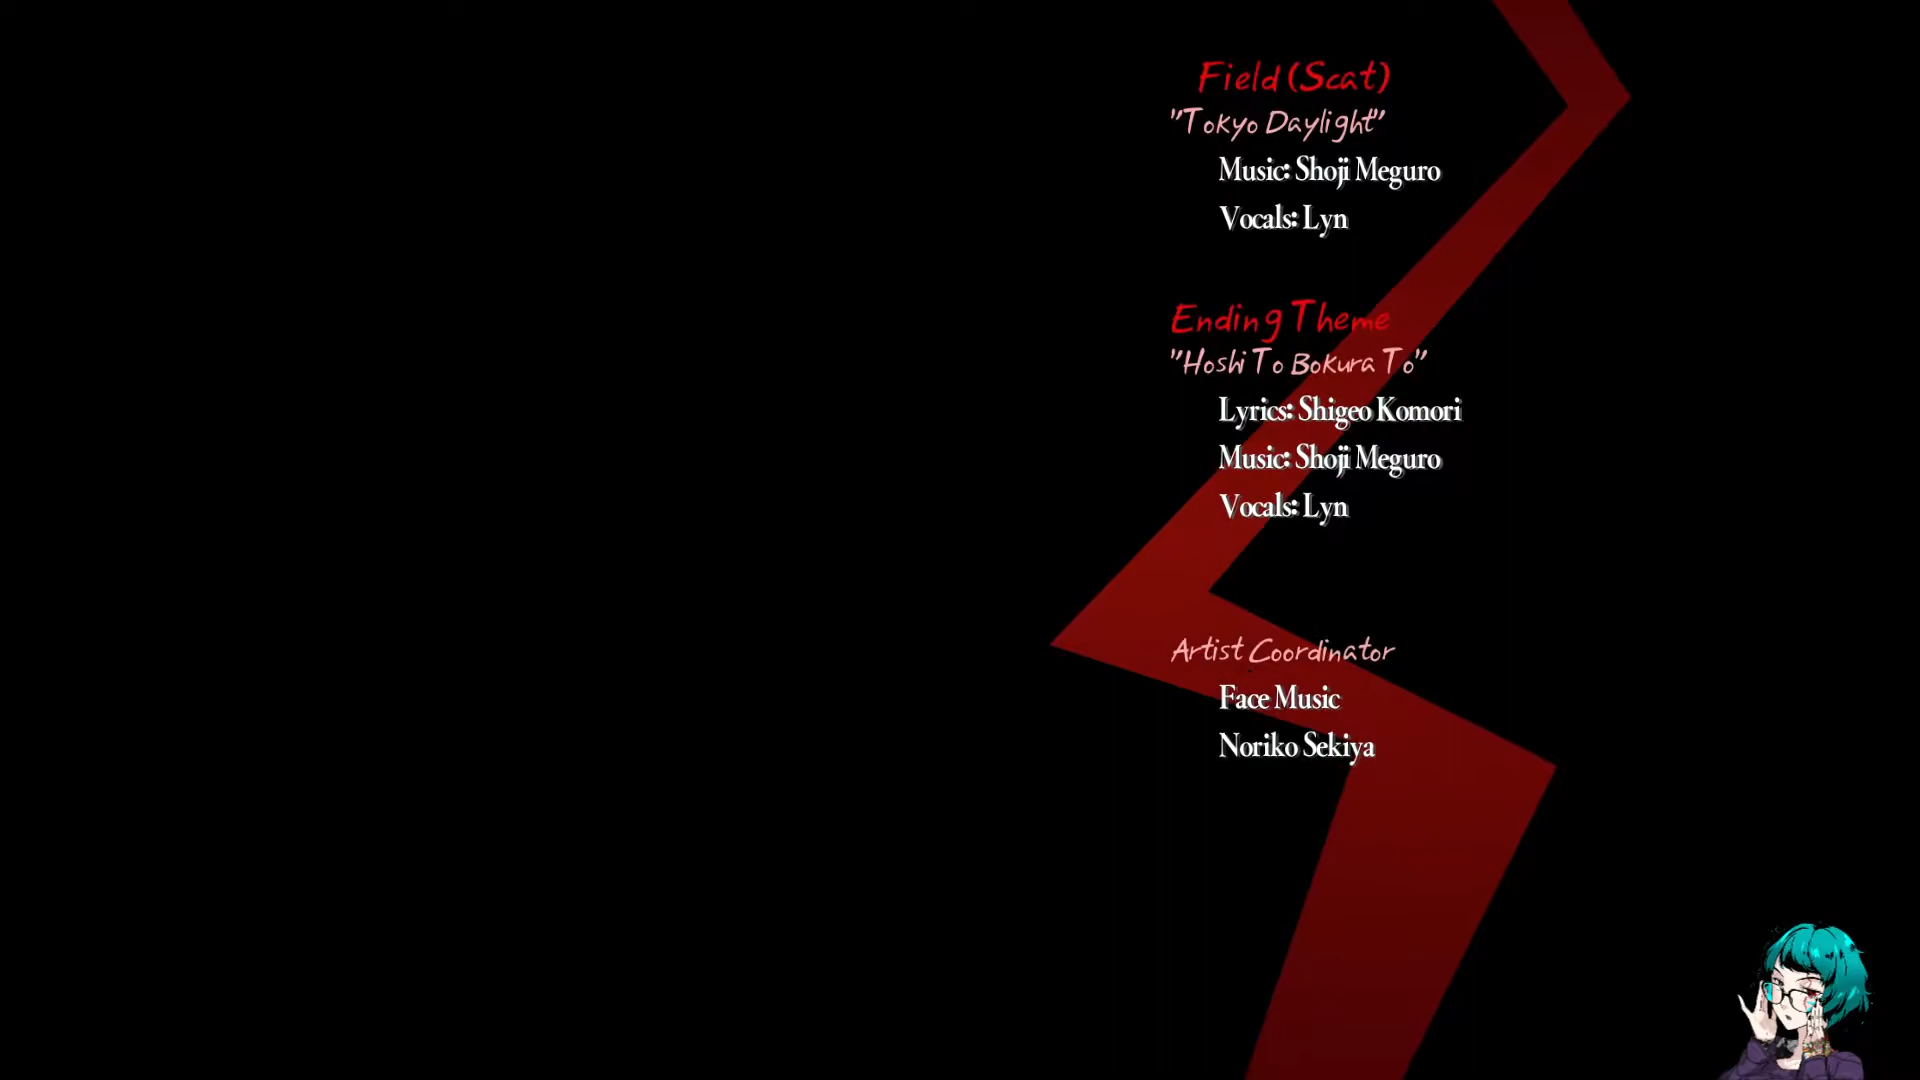 Field (Scat)
"Tokyo Daylight"
Music: Shoji Meguro
Vocals: Lyn
Ending Theme
"Hoshi To Bokura To"
Lyrics: Shigeo Komori
Music: Shoji Meguro
Vocals: Lyn
Artist Coordinator
Face Music
Noriko Sekiya